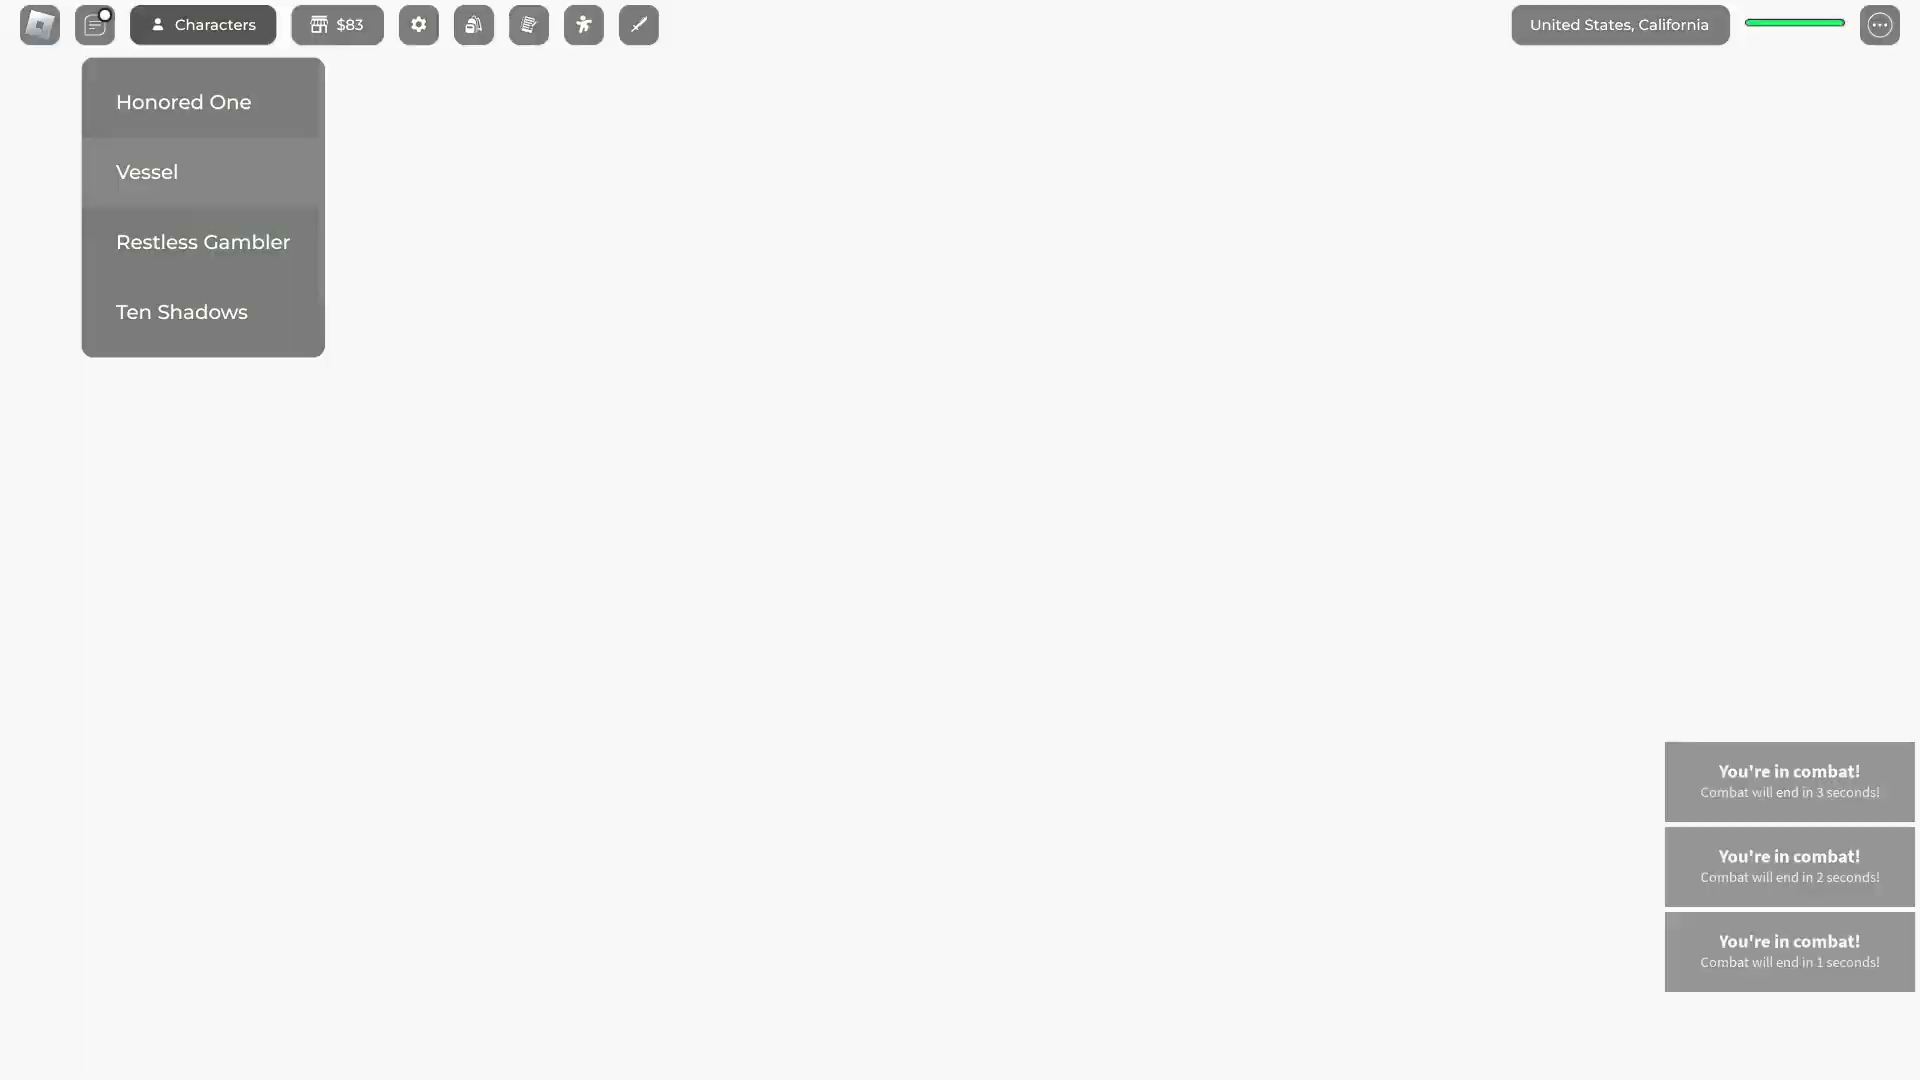 Characters
$83
United States, California
Honored One
Vessel
Restless Gambler
Ten Shadows
You're in combat!
Combat will end in 3 seconds!
You're in combat!
Combat will end in 2 seconds!
You're in combat!
Combat will end in 1 seconds!